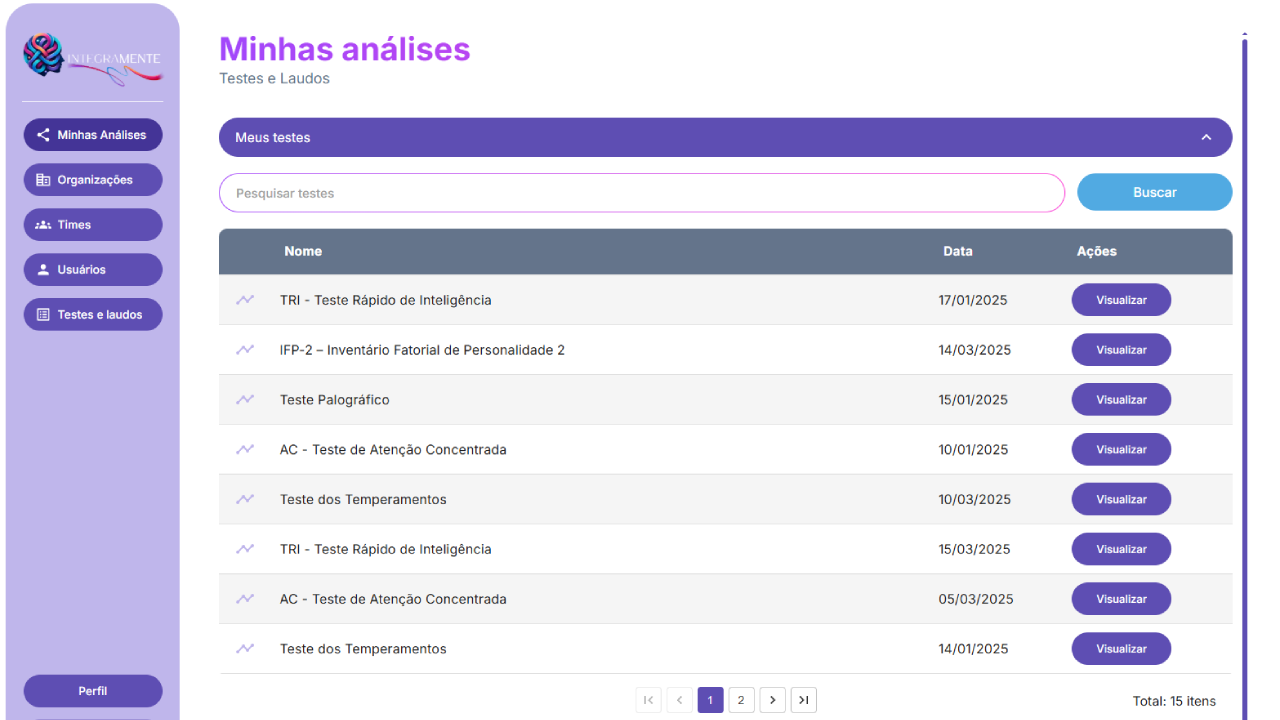 INTEGRAMENTE
Minhas Análises
Organizações
Times
Usuários
Testes e laudos
Perfil
Minhas análises
Testes e Laudos
Meus testes
Pesquisar testes
Buscar
Nome Data Ações
TRI - Teste Rápido de Inteligência 17/01/2025 Visualizar
IFP-2 – Inventário Fatorial de Personalidade 2 14/03/2025 Visualizar
Teste Palográfico 15/01/2025 Visualizar
AC - Teste de Atenção Concentrada 10/01/2025 Visualizar
Teste dos Temperamentos 10/03/2025 Visualizar
TRI - Teste Rápido de Inteligência 15/03/2025 Visualizar
AC - Teste de Atenção Concentrada 05/03/2025 Visualizar
Teste dos Temperamentos 14/01/2025 Visualizar
1 2
Total: 15 itens